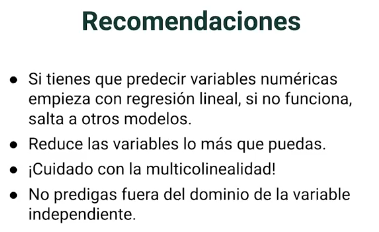 Recomendaciones
● Si tienes que predecir variables numéricas
empieza con regresión lineal, si no funciona,
salta a otros modelos.
● Reduce las variables lo más que puedas.
● ¡Cuidado con la multicolinealidad!
● No predigas fuera del dominio de la variable
independiente.